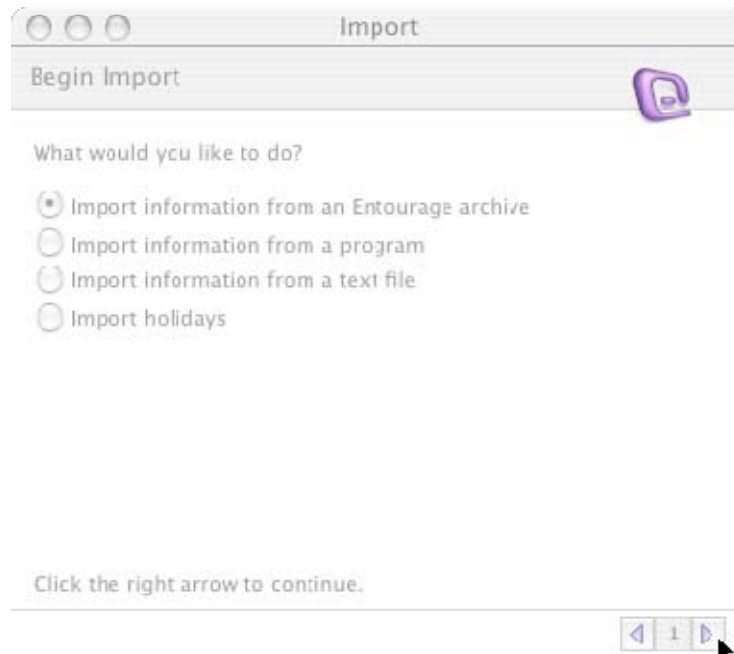 Import
Begin Import
What would you like to do?
Import information from an Entourage archive
Import information from a program
Import information from a text file
Import holidays
Click the right arrow to continue.
1